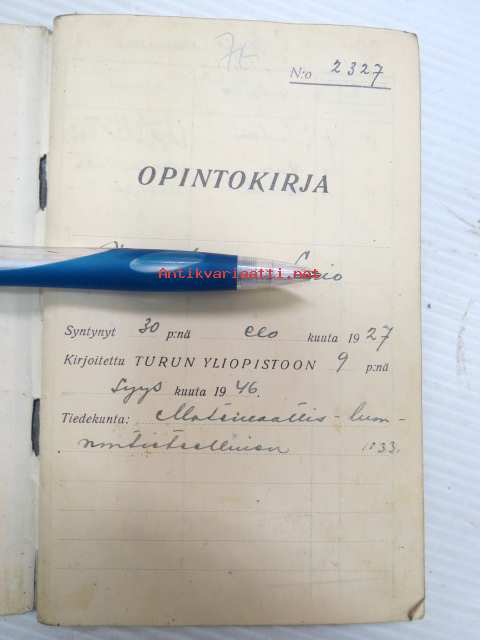 N:o 2327
OPINTOKIRJA
Antikvariaatti.net
Syntynyt 30 p:nä elo kuuta 1927
Kirjoitettu TURUN YLIOPISTOON 9 p:nä
syys kuuta 1946.
Tiedekunta: Matemaattis-luon-
nontieteellinen 1033.